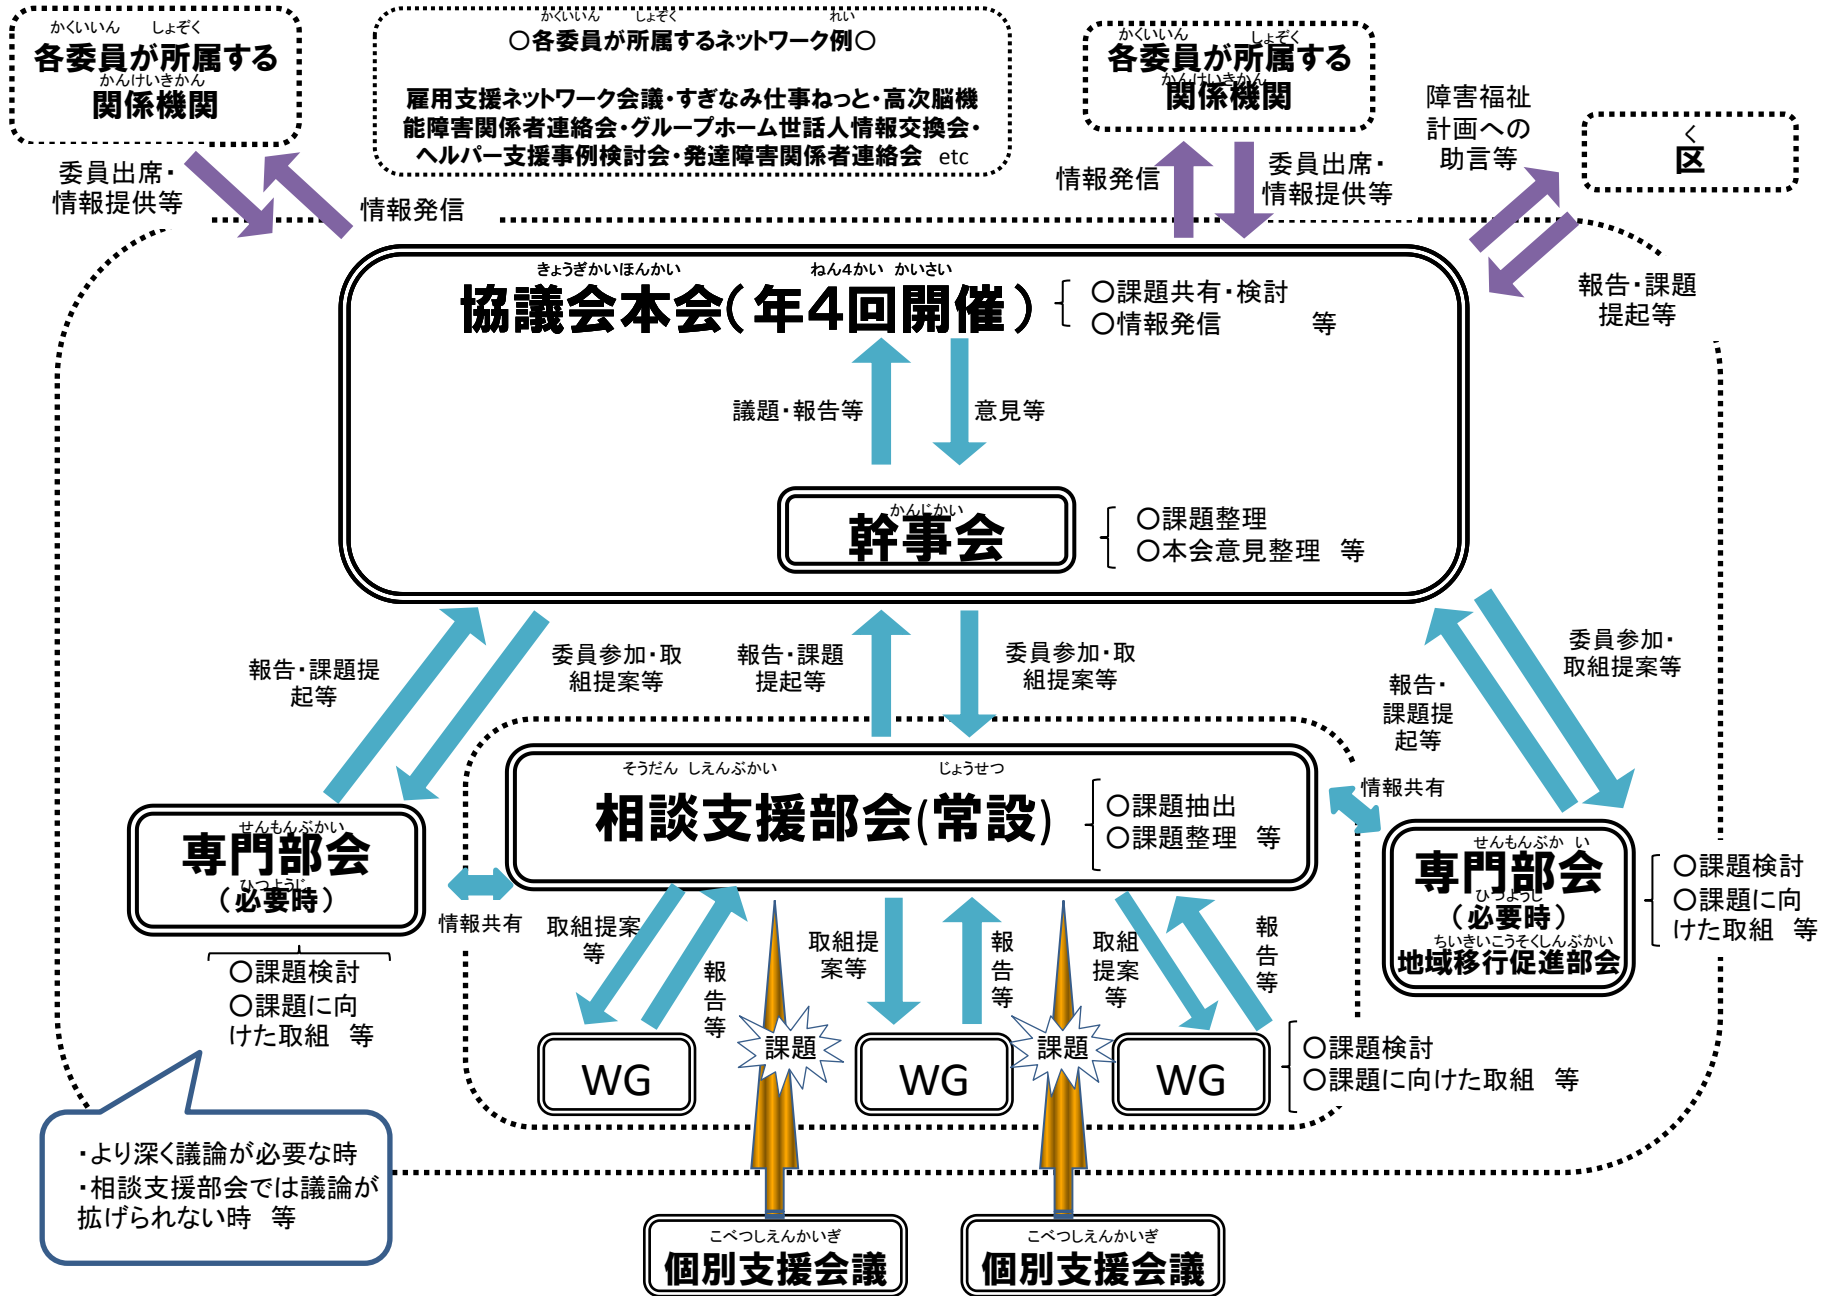 かくいいん しょぞく
各委員が所属する
かんけいきかん
関係機関
かくいいん しょぞく れい
○各委員が所属するネットワーク例○
雇用支援ネットワーク会議・すぎなみ仕事ねっと・高次脳機
能障害関係者連絡会・グループホーム世話人情報交換会・
ヘルパー支援事例検討会・発達障害関係者連絡会 etc
かくいいん しょぞく
各委員が所属する
かんけいきかん
関係機関
障害福祉
計画への
助言等
く
区
委員出席・
情報提供等
情報発信
情報発信
委員出席・
情報提供等
報告・課題
提起等
きょうぎかいほんかい ねん4かい かいさい
協議会本会(年4回開催)
○課題共有・検討
○情報発信 等
議題・報告等
意見等
かんじかい
幹事会
○課題整理
○本会意見整理 等
報告・課題提
起等
委員参加・取
組提案等
報告・課題
提起等
委員参加・取
組提案等
報告・
課題提
起等
委員参加・
取組提案等
そうだん しえんぶかい じょうせつ
相談支援部会(常設)
○課題抽出
○課題整理 等
情報共有
せんもんぶかい
専門部会
ひつようじ
(必要時)
情報共有
○課題検討
○課題に向
けた取組 等
せんもんぶか い
専門部会
ひつようじ
(必要時)
ちいきいこうそくしんぶかい
地域移行促進部会
○課題検討
○課題に向
けた取組 等
取組提案
等
報
告
等
取組提
案等
報
告
等
取組
提案
等
報
告
等
課題
課題
WG
WG
WG
○課題検討
○課題に向けた取組 等
・より深く議論が必要な時
・相談支援部会では議論が
拡げられない時 等
こべつしえんかいぎ
個別支援会議
こべつしえんかいぎ
個別支援会議